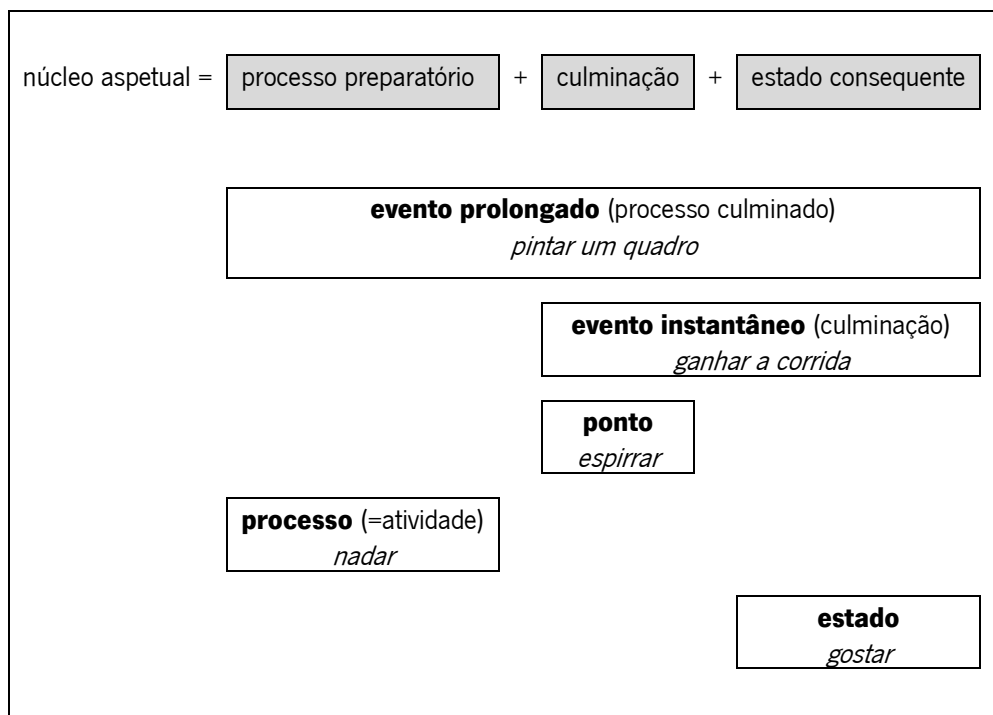 núcleo aspetual = processo preparatório + culminação + estado consequente
evento prolongado (processo culminado)
pintar um quadro
evento instantâneo (culminação)
ganhar a corrida
ponto
espirrar
processo (=atividade)
nadar
estado
gostar